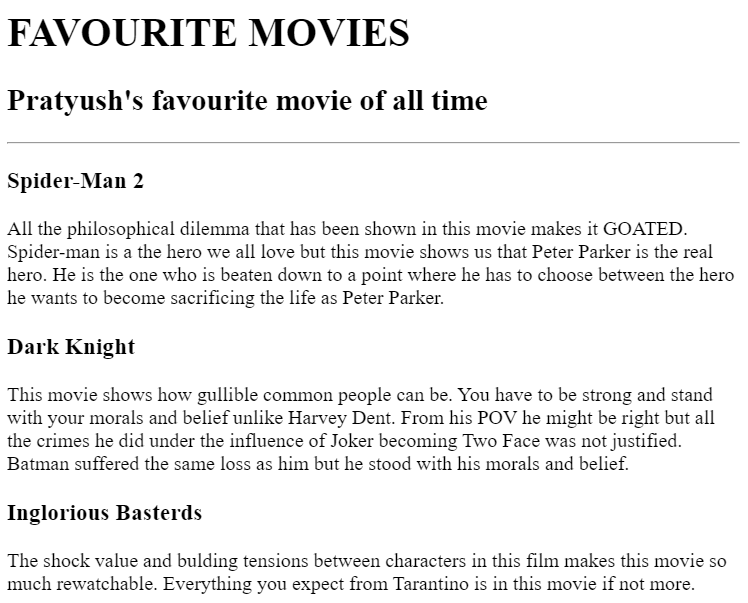 FAVOURITE MOVIES
Pratyush's favourite movie of all time
Spider-Man 2
All the philosophical dilemma that has been shown in this movie makes it GOATED.
Spider-man is a the hero we all love but this movie shows us that Peter Parker is the real
hero. He is the one who is beaten down to a point where he has to choose between the hero
he wants to become sacrificing the life as Peter Parker.
Dark Knight
This movie shows how gullible common people can be. You have to be strong and stand
with your morals and belief unlike Harvey Dent. From his POV he might be right but all
the crimes he did under the influence of Joker becoming Two Face was not justified.
Batman suffered the same loss as him but he stood with his morals and belief.
Inglorious Basterds
The shock value and bulding tensions between characters in this film makes this movie so
much rewatchable. Everything you expect from Tarantino is in this movie if not more.